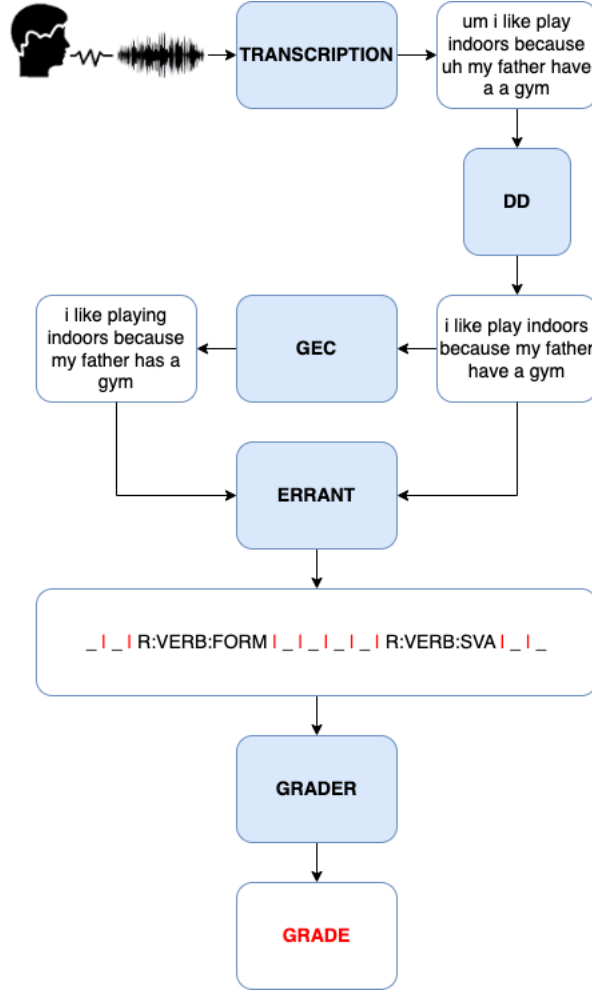 TRANSCRIPTION
um i like play
indoors because
uh my father have
a a gym
DD
i like playing
indoors because
my father has a
gym
GEC
i like play indoors
because my father
have a gym
ERRANT
_ | _ | R:VERB:FORM | _ | _ | _ | _ | R:VERB:SVA | _ | _
GRADER
GRADE